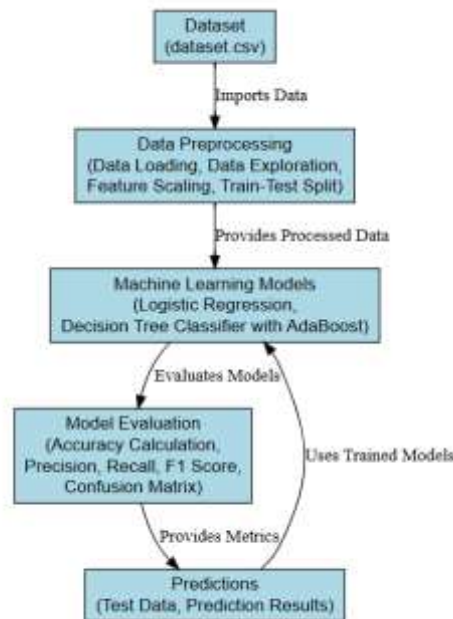 Dataset
(dataset.csv)
Imports Data
Data Preprocessing
(Data Loading, Data Exploration,
Feature Scaling, Train-Test Split)
Provides Processed Data
Machine Learning Models
(Logistic Regression,
Decision Tree Classifier with AdaBoost)
Evaluates Models
Model Evaluation
(Accuracy Calculation,
Precision, Recall, F1 Score,
Confusion Matrix)
Uses Trained Models
Provides Metrics
Predictions
(Test Data, Prediction Results)